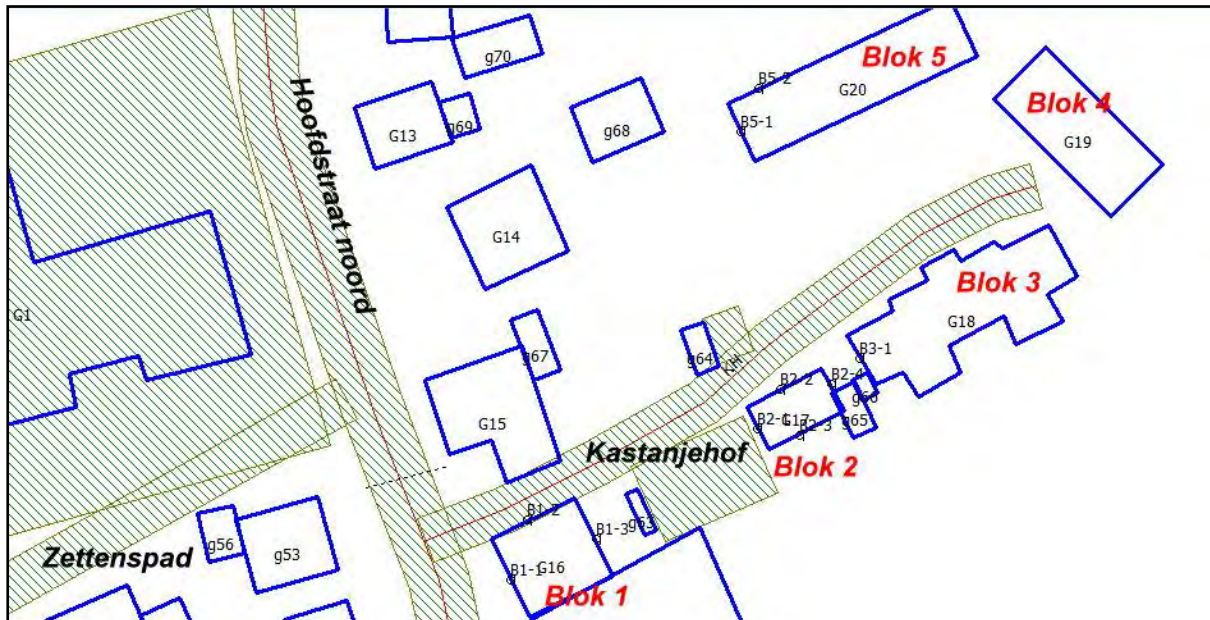 g70
Blok 5
B5-2
G20
Blok 4
Hoofdstraat noord
G13
g69
g68
B5-1
G19
G14
Blok 3
G1
G18
g67
g64
B3-1
B2-2
B2-4
g66
G15
B2-1
G17
B2-3
g65
Kastanjehof
Blok 2
B1-2
g63
B1-3
g56
g53
Zettenspad
B1-1
G16
Blok 1